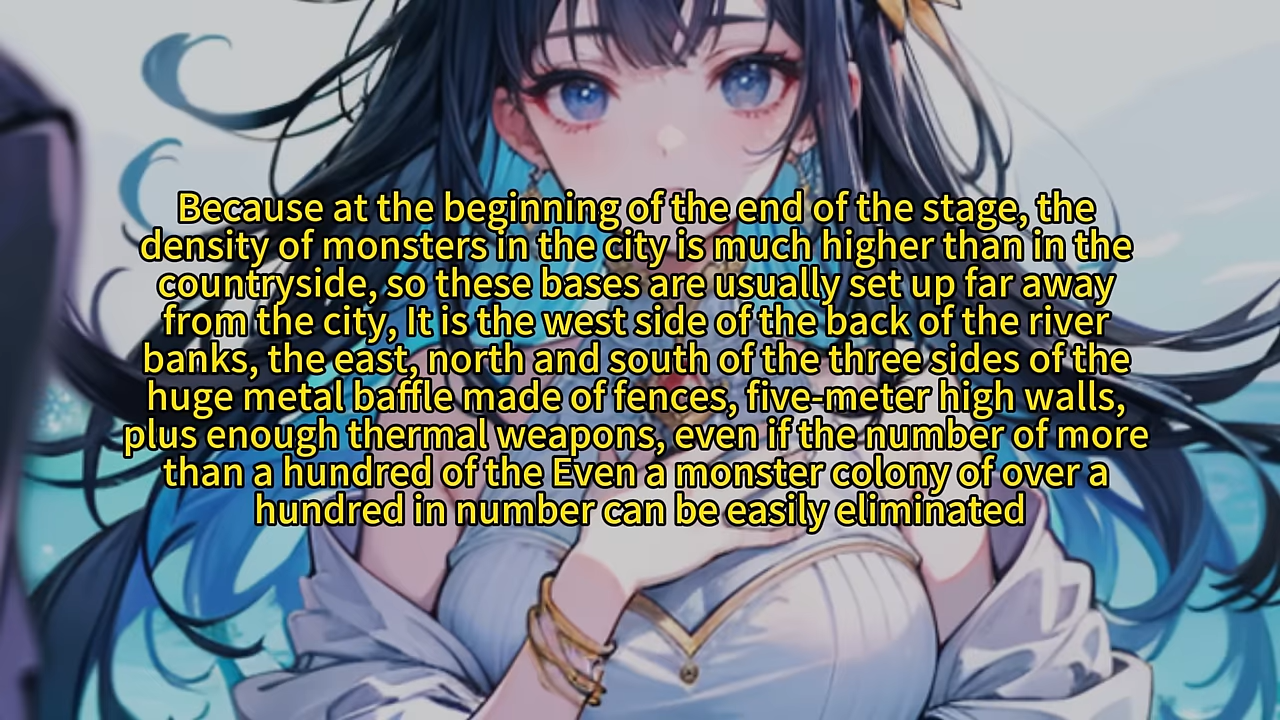 Because at the beginning of the end of the stage, the
density of monsters in the city is much higher than in the
countryside, so these bases are usually set up far away
from the city, It is the west side of the back of the river
banks, the east, north and south of the three sides of the
huge metal baffle made of fences, five-meter high walls,
plus enough thermal weapons, even if the number of more
than a hundred of the Even a monster colony of over a
hundred in number can be easily eliminated